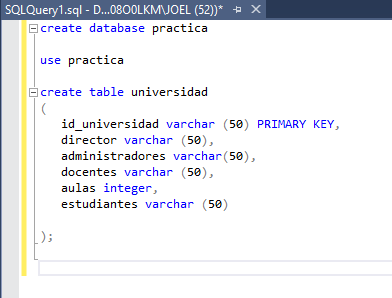 SQLQuery1.sql - D...08O0LKM\JOEL (52))*
create database practica
use practica
create table universidad
(
id_universidad varchar (50) PRIMARY KEY,
director varchar (50),
administradores varchar(50),
docentes varchar (50),
aulas integer,
estudiantes varchar (50)
);